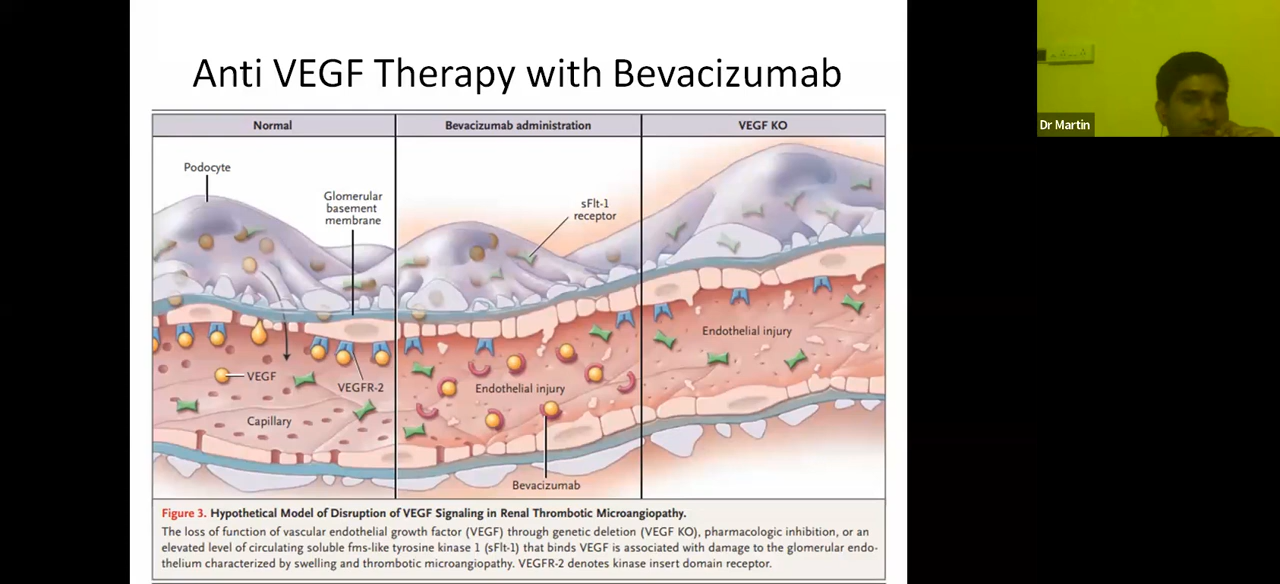 Anti VEGF Therapy with Bevacizumab
Dr Martin
Normal
Bevacizumab administration
VEGF KO
Podocyte
Glomerular
basement
membrane
sFlt-1
receptor
Endothelial injury
VEGF
VEGFR-2
Endothelial injury
Capillary
Bevacizumab
Figure 3. Hypothetical Model of Disruption of VEGF Signaling in Renal Thrombotic Microangiopathy.
The loss of function of vascular endothelial growth factor (VEGF) through genetic deletion (VEGF KO), pharmacologic inhibition, or an
elevated level of circulating soluble fms-like tyrosine kinase 1 (sFlt-1) that binds VEGF is associated with damage to the glomerular endo-
thelium characterized by swelling and thrombotic microangiopathy. VEGFR-2 denotes kinase insert domain receptor.